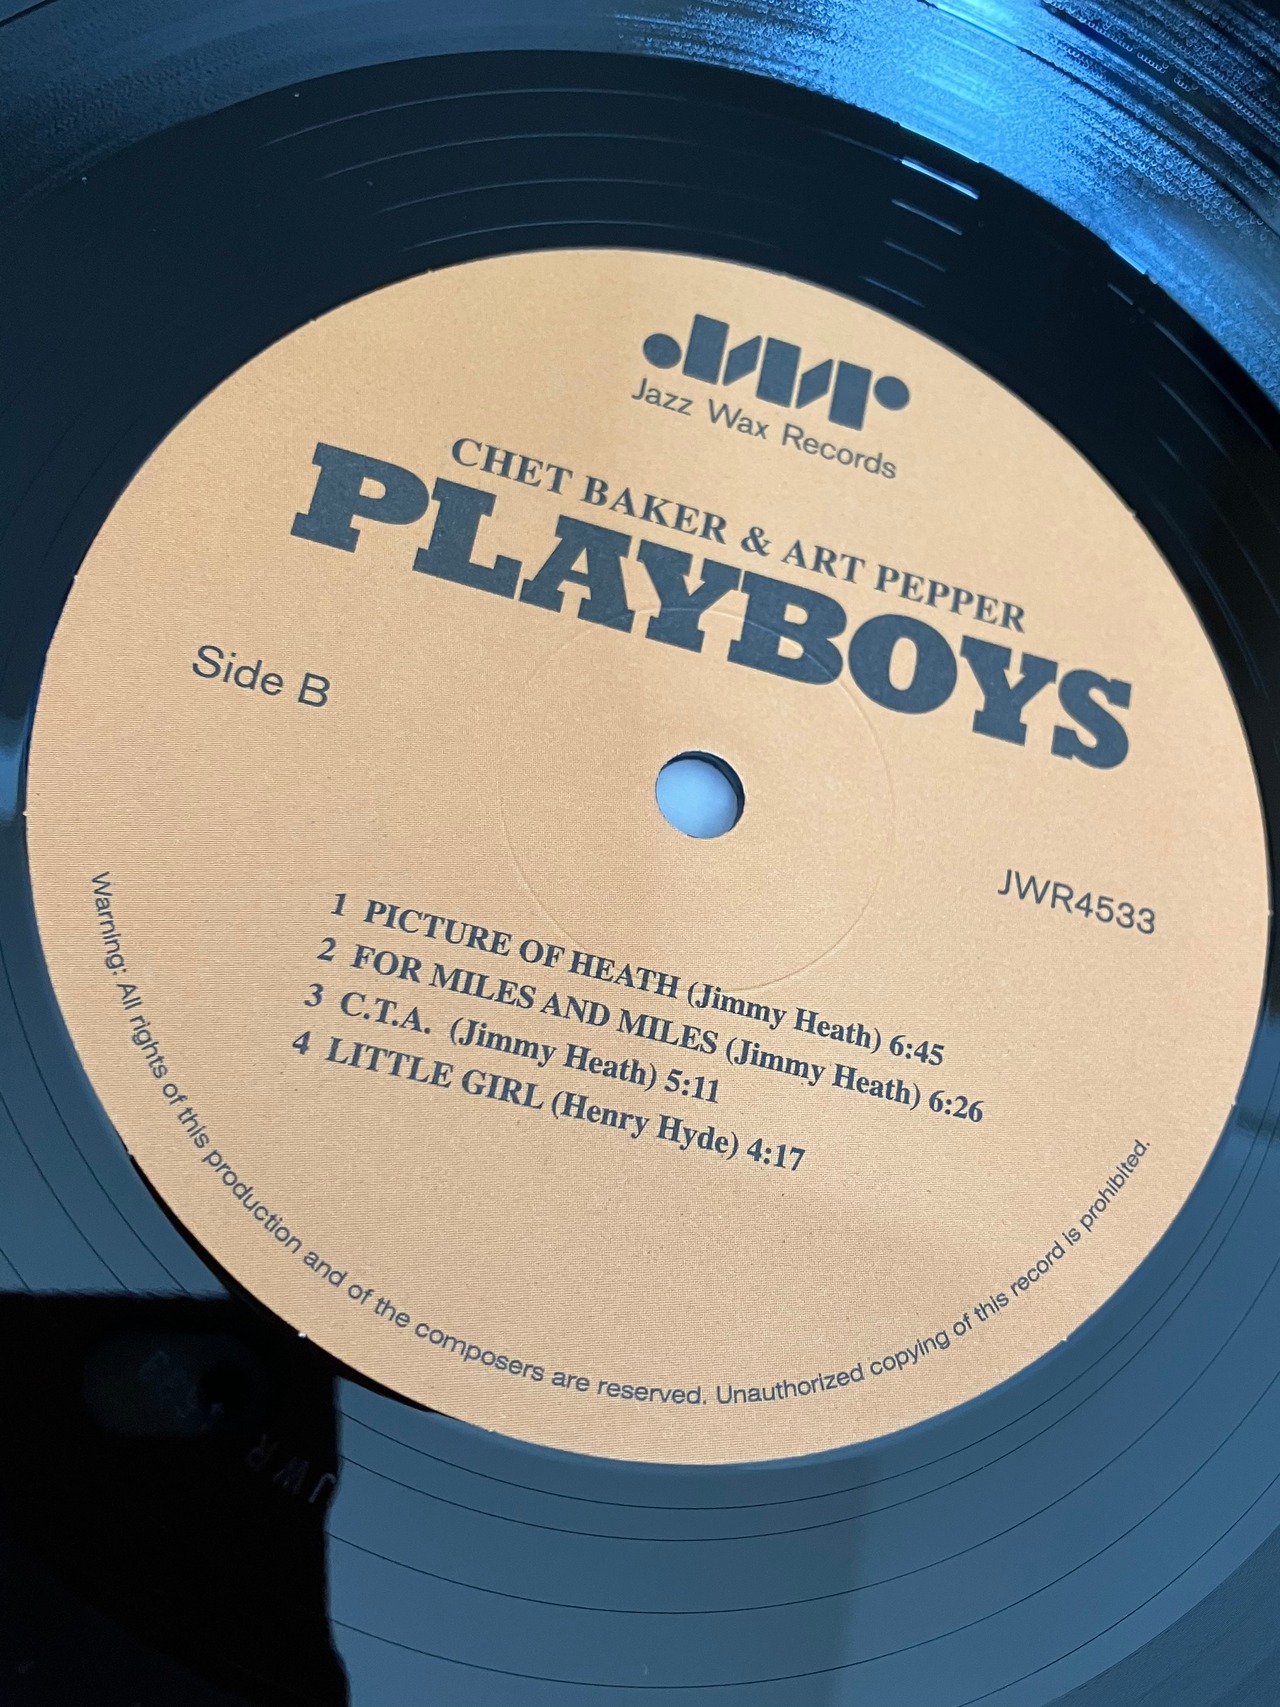 JWR
Jazz Wax Records
CHET BAKER & ART PEPPER
PLAYBOYS
Side B
JWR4533
1 PICTURE OF HEATH (Jimmy Heath) 6:45
2 FOR MILES AND MILES (Jimmy Heath) 6:26
3 C.T.A. (Jimmy Heath) 5:11
4 LITTLE GIRL (Henry Hyde) 4:17
Warning: All rights of this production and of the composers are reserved. Unauthorized copying of this record is prohibited.
JWR